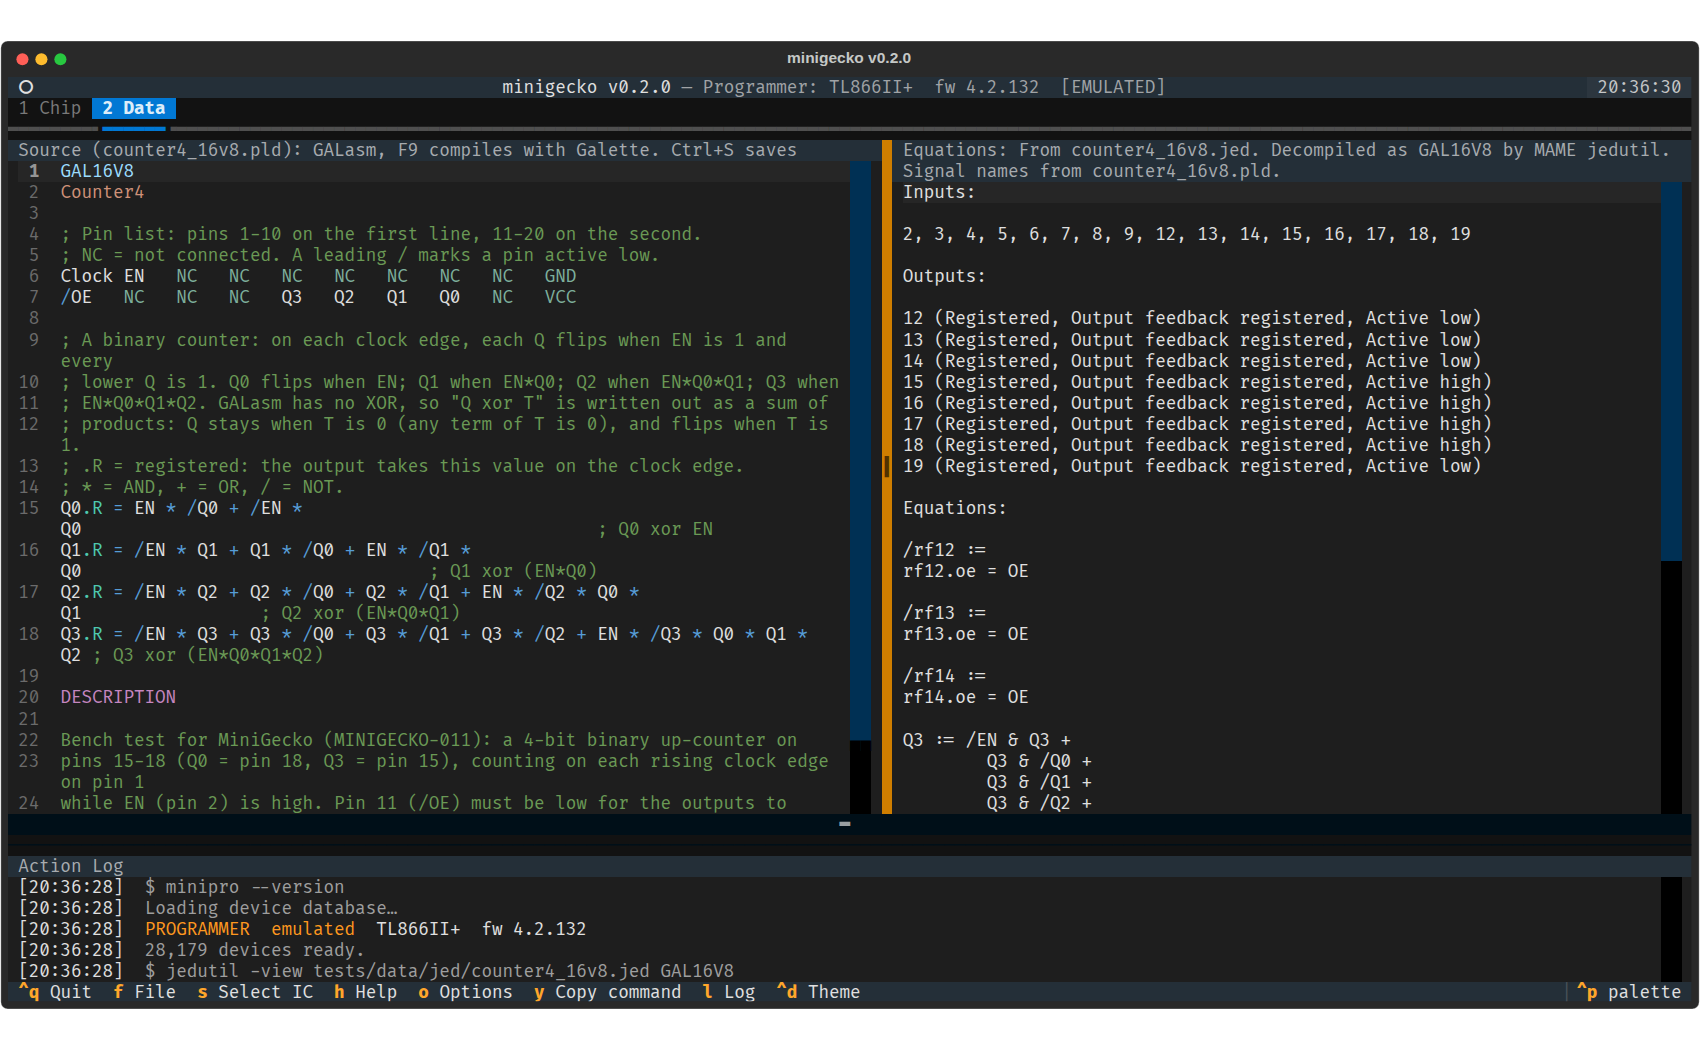 minigecko v0.2.0
minigecko v0.2.0 — Programmer: TL866II+  fw 4.2.132  [EMULATED]  20:36:30
1 Chip  2 Data
Source (counter4_16v8.pld): GALasm, F9 compiles with Galette. Ctrl+S saves
1 GAL16V8
2 Counter4
3
4 ; Pin list: pins 1-10 on the first line, 11-20 on the second.
5 ; NC = not connected. A leading / marks a pin active low.
6 Clock EN   NC   NC   NC   NC   NC   NC   NC   GND
7 /OE   NC   NC   NC   Q3   Q2   Q1   Q0   NC   VCC
8
9 ; A binary counter: on each clock edge, each Q flips when EN is 1 and
every
10 ; lower Q is 1. Q0 flips when EN; Q1 when EN*Q0; Q2 when EN*Q0*Q1; Q3 when
11 ; EN*Q0*Q1*Q2. GALasm has no XOR, so "Q xor T" is written out as a sum of
12 ; products: Q stays when T is 0 (any term of T is 0), and flips when T is
1.
13 ; .R = registered: the output takes this value on the clock edge.
14 ; * = AND, + = OR, / = NOT.
15 Q0.R = EN * /Q0 + /EN *
Q0 ; Q0 xor EN
16 Q1.R = /EN * Q1 + Q1 * /Q0 + EN * /Q1 *
Q0 ; Q1 xor (EN*Q0)
17 Q2.R = /EN * Q2 + Q2 * /Q0 + Q2 * /Q1 + EN * /Q2 * Q0 *
Q1 ; Q2 xor (EN*Q0*Q1)
18 Q3.R = /EN * Q3 + Q3 * /Q0 + Q3 * /Q1 + Q3 * /Q2 + EN * /Q3 * Q0 * Q1 *
Q2 ; Q3 xor (EN*Q0*Q1*Q2)
19
20 DESCRIPTION
21
22 Bench test for MiniGecko (MINIGECKO-011): a 4-bit binary up-counter on
23 pins 15-18 (Q0 = pin 18, Q3 = pin 15), counting on each rising clock edge
on pin 1
24 while EN (pin 2) is high. Pin 11 (/OE) must be low for the outputs to
Equations: From counter4_16v8.jed. Decompiled as GAL16V8 by MAME jedutil.
Signal names from counter4_16v8.pld.
Inputs:
2, 3, 4, 5, 6, 7, 8, 9, 12, 13, 14, 15, 16, 17, 18, 19
Outputs:
12 (Registered, Output feedback registered, Active low)
13 (Registered, Output feedback registered, Active low)
14 (Registered, Output feedback registered, Active low)
15 (Registered, Output feedback registered, Active high)
16 (Registered, Output feedback registered, Active high)
17 (Registered, Output feedback registered, Active high)
18 (Registered, Output feedback registered, Active high)
19 (Registered, Output feedback registered, Active low)
Equations:
/rf12 :=
rf12.oe = OE
/rf13 :=
rf13.oe = OE
/rf14 :=
rf14.oe = OE
Q3 := /EN & Q3 +
Q3 & /Q0 +
Q3 & /Q1 +
Q3 & /Q2 +
Action Log
[20:36:28]  $ minipro --version
[20:36:28]  Loading device database…
[20:36:28]  PROGRAMMER  emulated  TL866II+  fw 4.2.132
[20:36:28]  28,179 devices ready.
[20:36:28]  $ jedutil -view tests/data/jed/counter4_16v8.jed GAL16V8
^q Quit  f File  s Select IC  h Help  o Options  y Copy command  l Log  ^d Theme  ^p palette